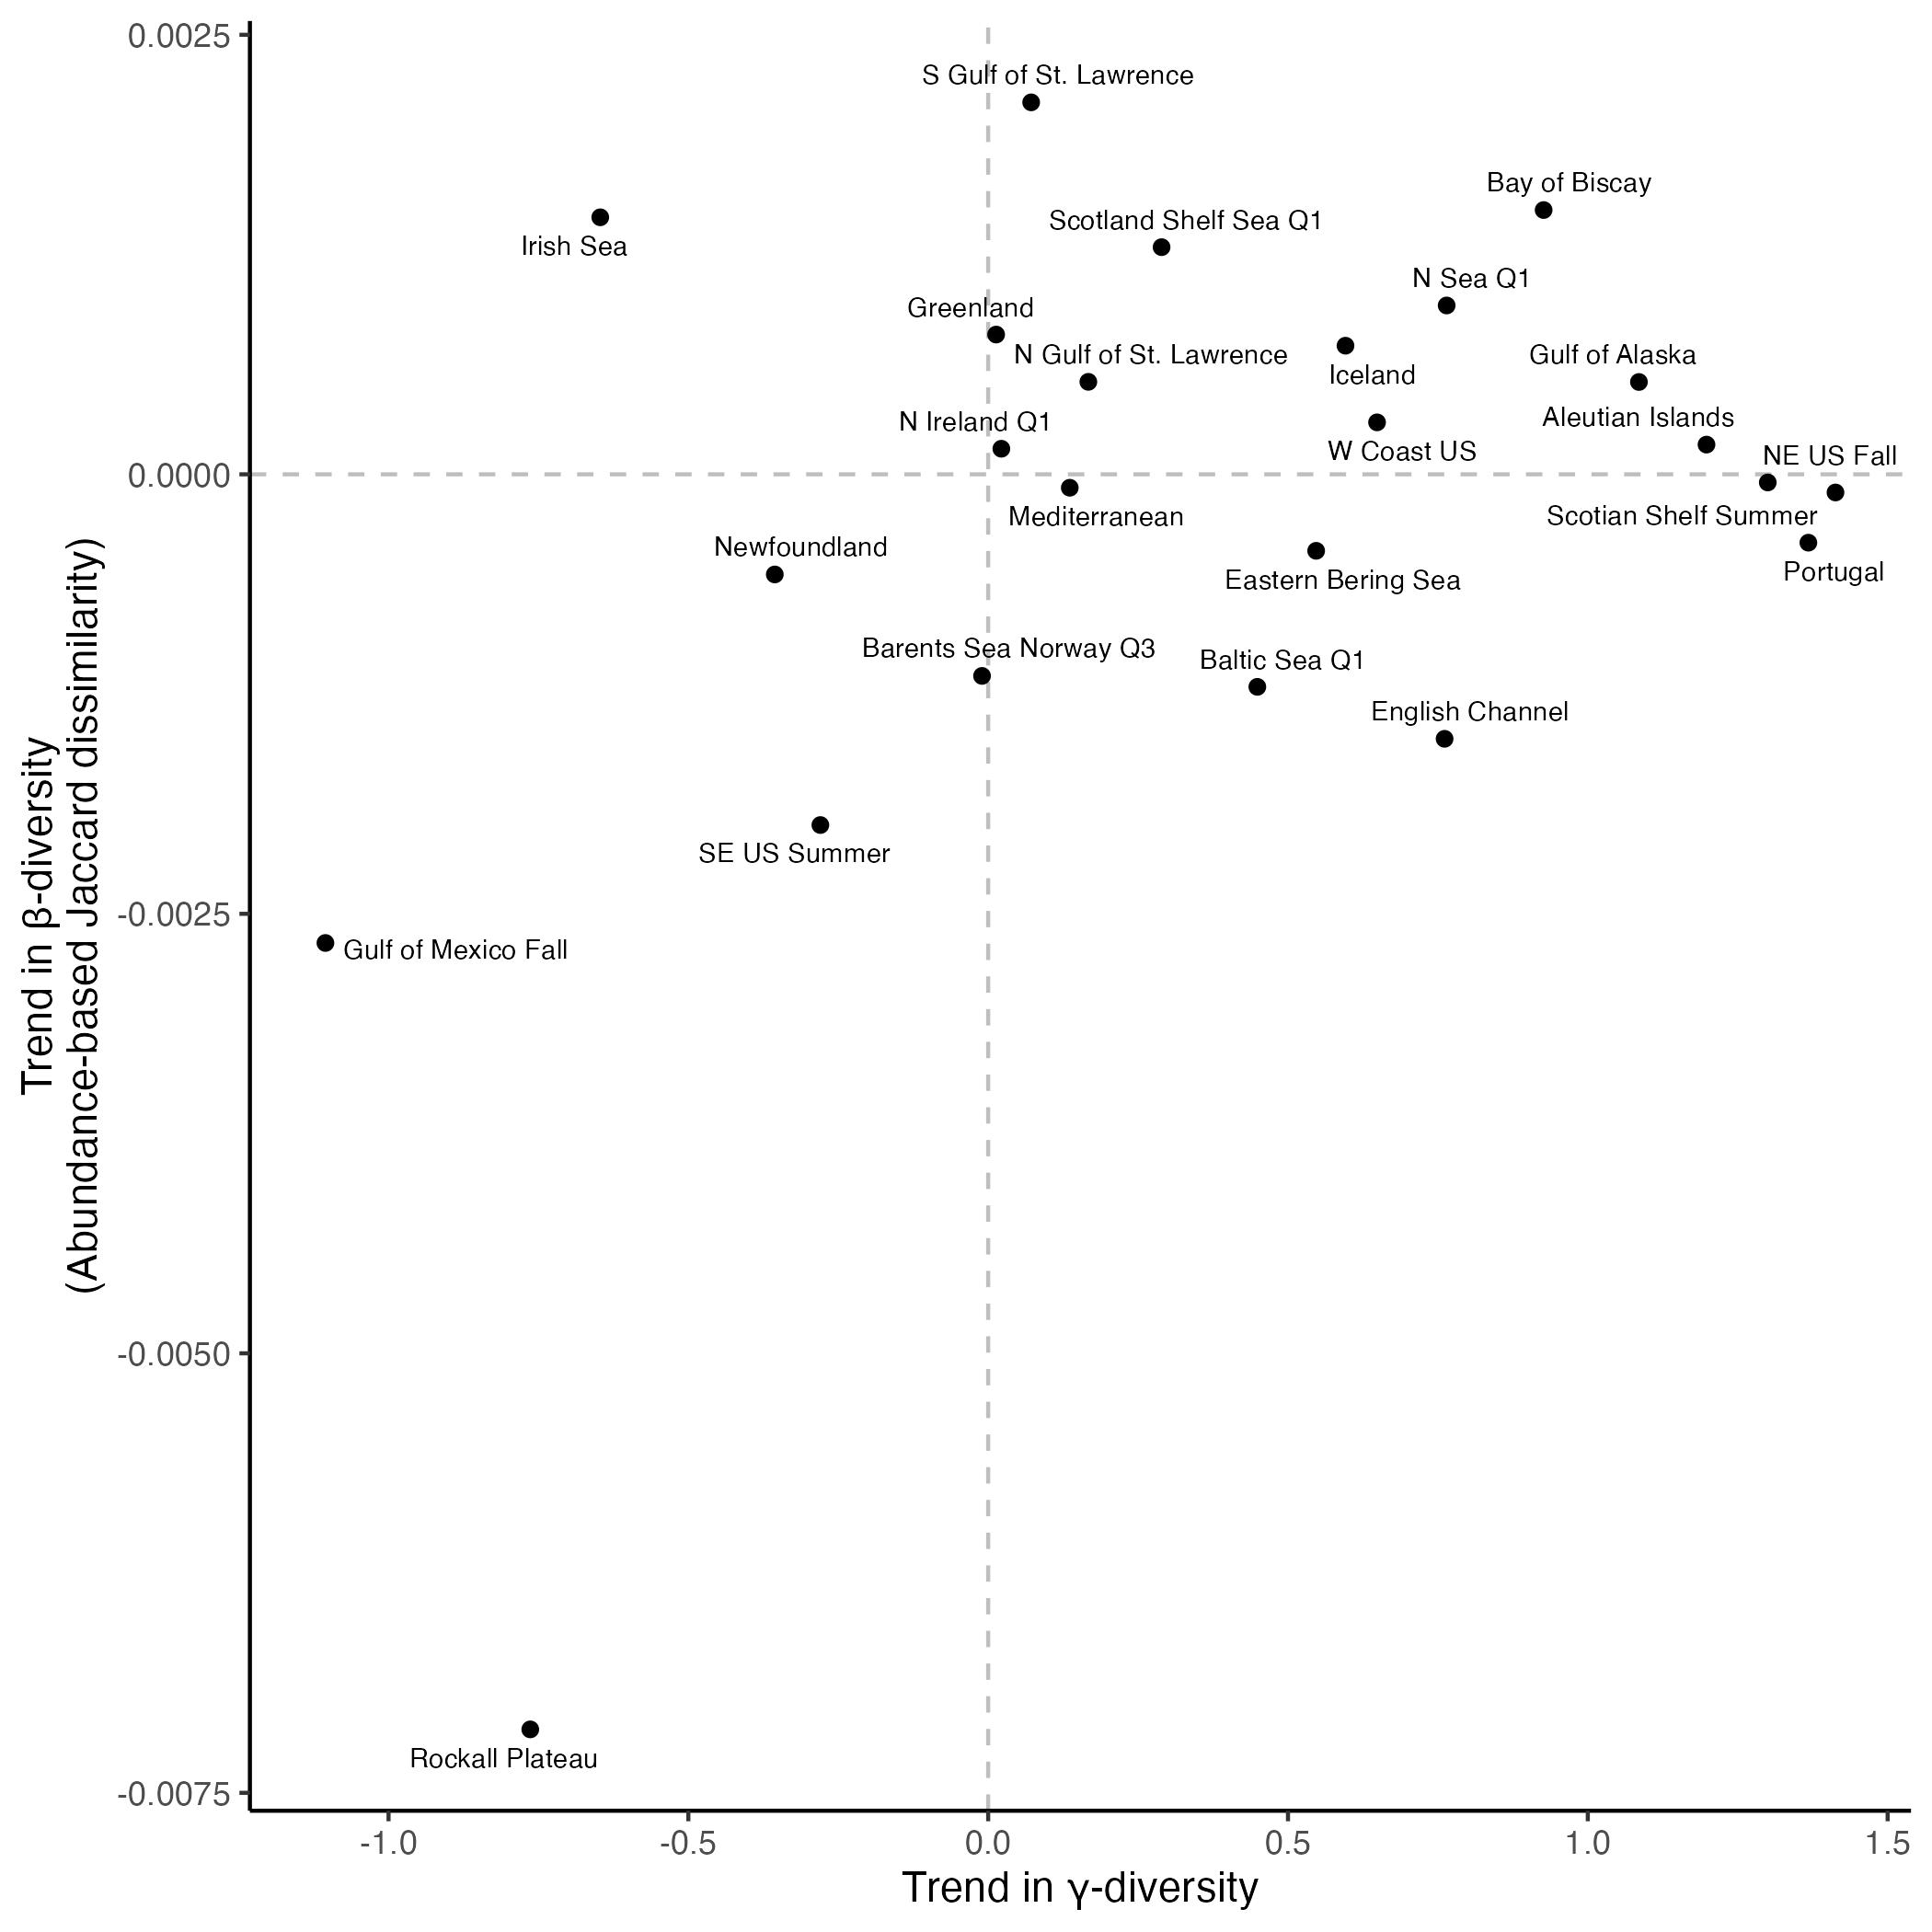 0.0025
S Gulf of St. Lawrence
Bay of Biscay
Scotland Shelf Sea Q1
Irish Sea
N Sea Q1
Greenland
N Gulf of St. Lawrence
Gulf of Alaska
Iceland
Aleutian Islands
N Ireland Q1
W Coast US
NE US Fall
0.0000
Mediterranean
Scotian Shelf Summer
Newfoundland
Portugal
Eastern Bering Sea
Barents Sea Norway Q3
Baltic Sea Q1
English Channel
SE US Summer
-0.0025
Gulf of Mexico Fall
Trend in β-diversity
(Abundance-based Jaccard dissimilarity)
-0.0050
Rockall Plateau
-0.0075
-1.0 -0.5 0.0 0.5 1.0 1.5
Trend in γ-diversity